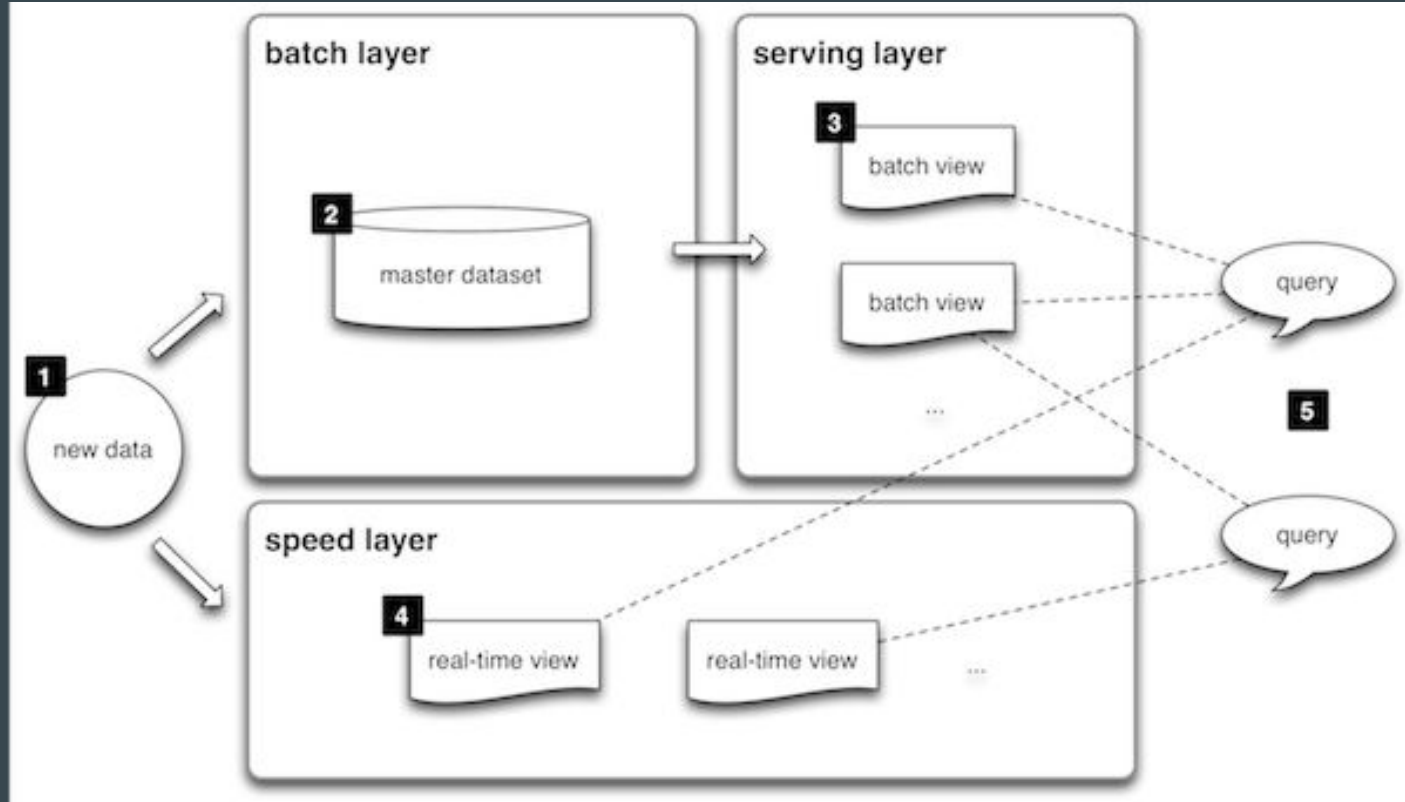 batch layer
serving layer
3
batch view
2
master dataset
batch view
query
1
...
5
new data
speed layer
query
4
real-time view
real-time view
...